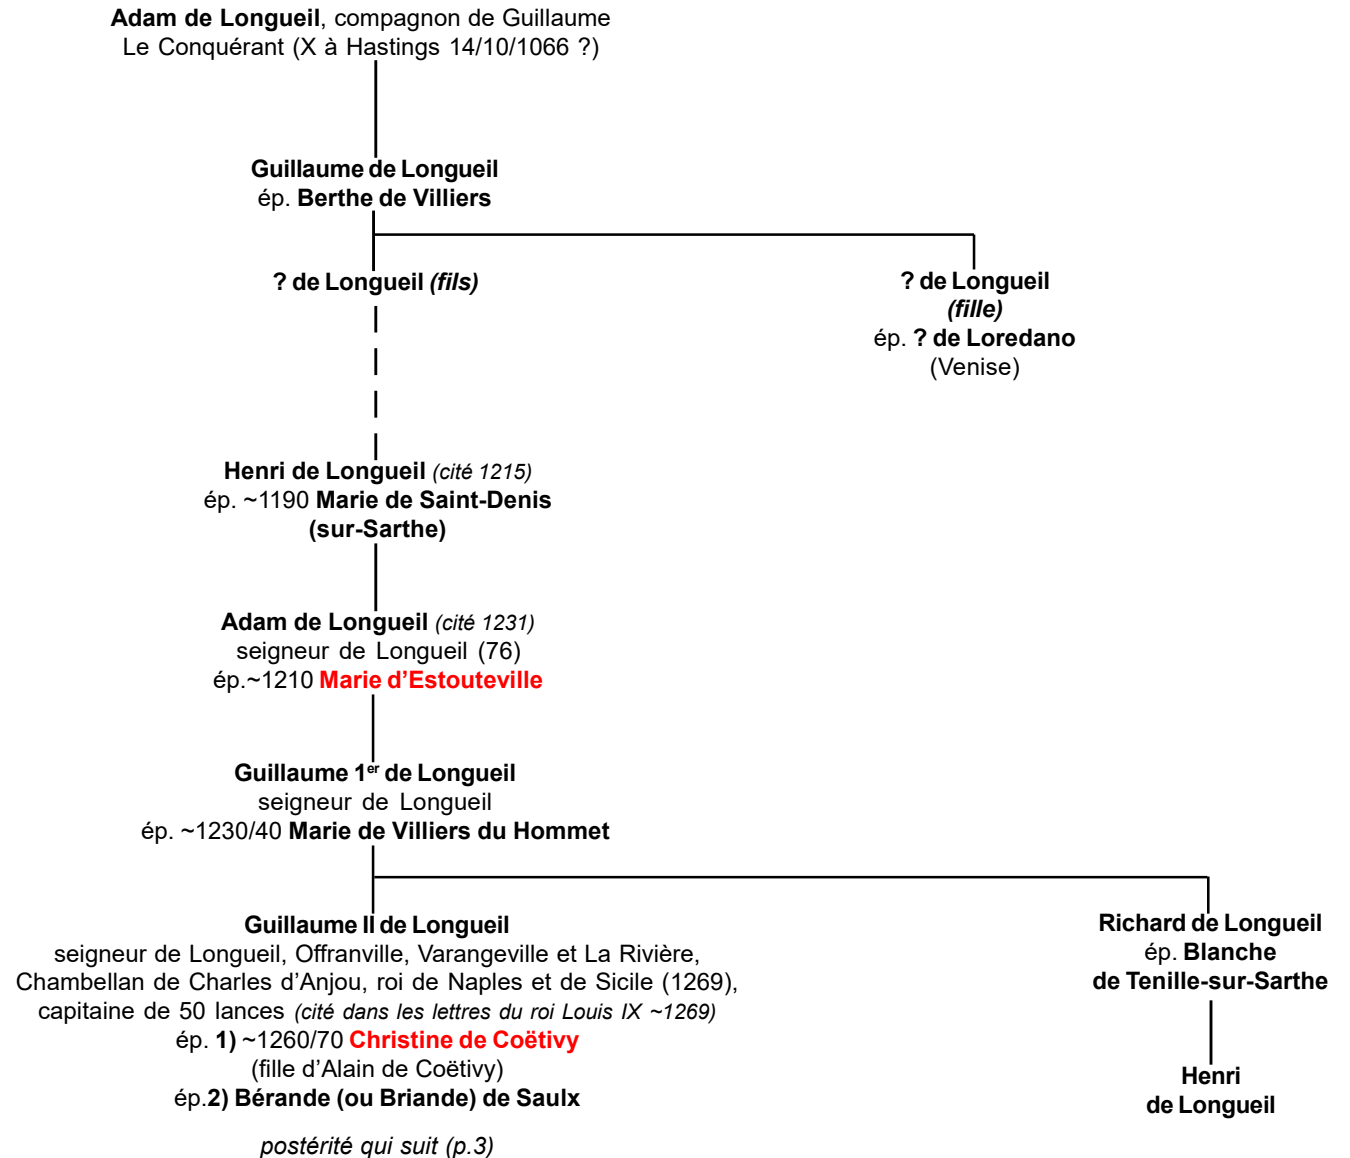 Adam de Longueil, compagnon de Guillaume
Le Conquérant (X à Hastings 14/10/1066 ?)
Guillaume de Longueil
ép. Berthe de Villiers
? de Longueil (fils)
? de Longueil
(fille)
ép. ? de Loredano
(Venise)
Henri de Longueil (cité 1215)
ép. ~1190 Marie de Saint-Denis
(sur-Sarthe)
Adam de Longueil (cité 1231)
seigneur de Longueil (76)
ép.~1210 Marie d’Estouteville
Guillaume 1er de Longueil
seigneur de Longueil
ép. ~1230/40 Marie de Villiers du Hommet
Guillaume II de Longueil
seigneur de Longueil, Offranville, Varangeville et La Rivière,
Chambellan de Charles d’Anjou, roi de Naples et de Sicile (1269),
capitaine de 50 lances (cité dans les lettres du roi Louis IX ~1269)
ép. 1) ~1260/70 Christine de Coëtivy
(fille d’Alain de Coëtivy)
ép.2) Bérande (ou Briande) de Saulx
postérité qui suit (p.3)
Richard de Longueil
ép. Blanche
de Tenille-sur-Sarthe
Henri
de Longueil